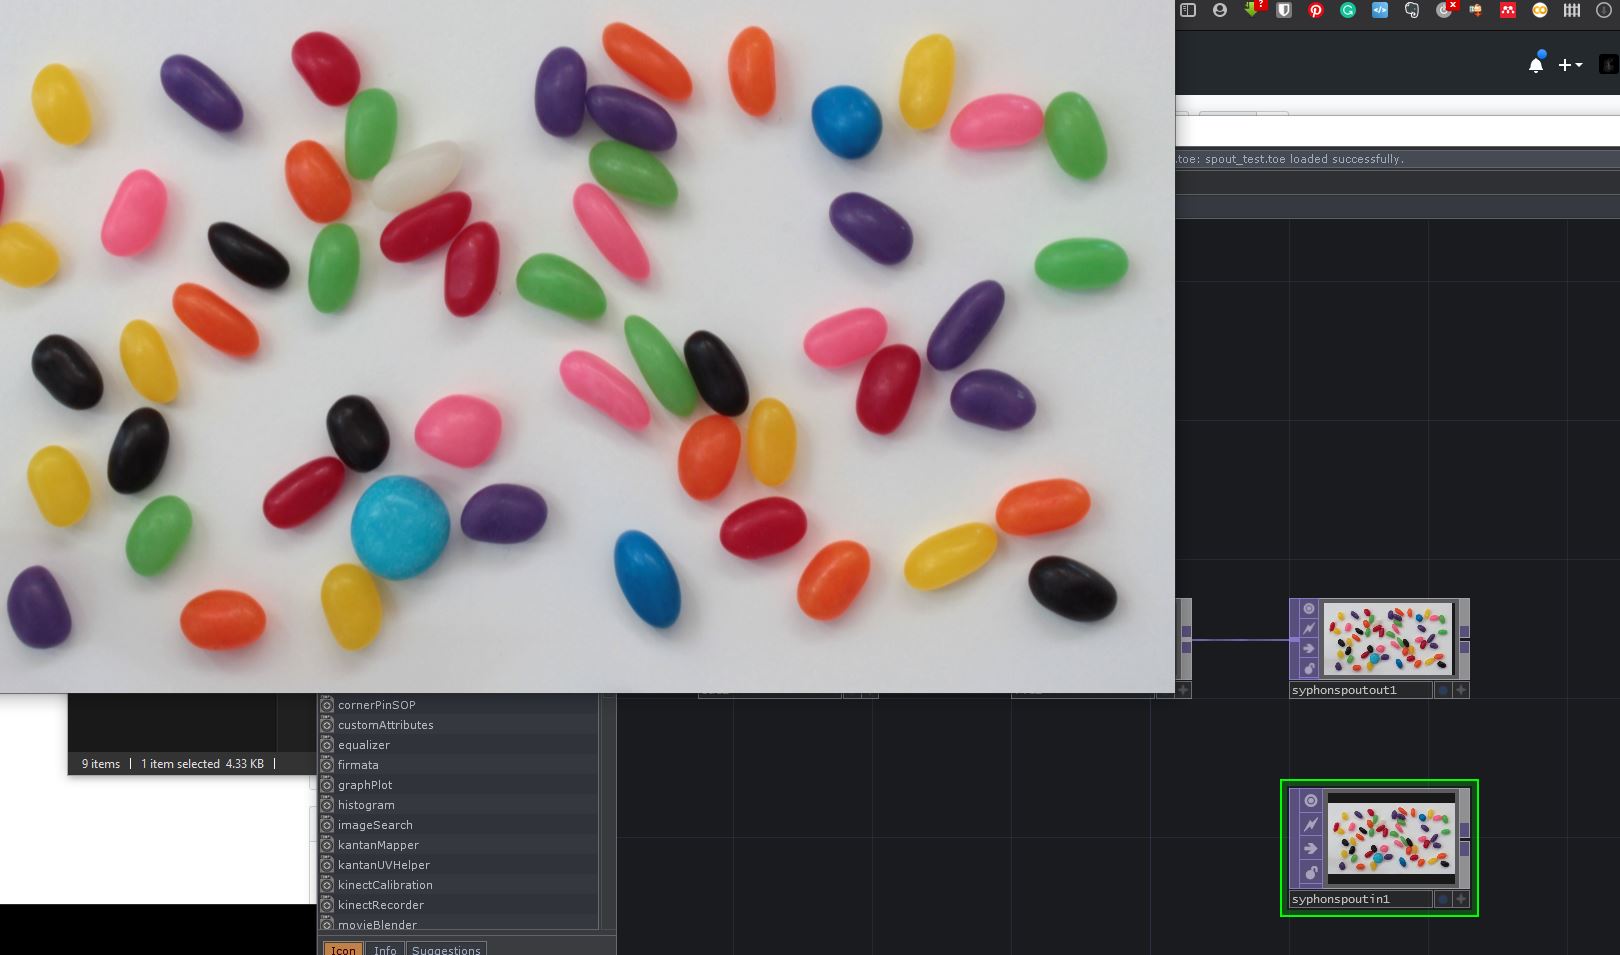 .toe: spout_test.toe loaded successfully.
syphonspoutout1
cornerPinSOP
customAttributes
equalizer
firmata
graphPlot
histogram
imageSearch
kantanMapper
kantanUVHelper
kinectCalibration
kinectRecorder
movieBlender
9 items | 1 item selected 4.33 KB |
syphonspoutin1
Icon Info Suggestions